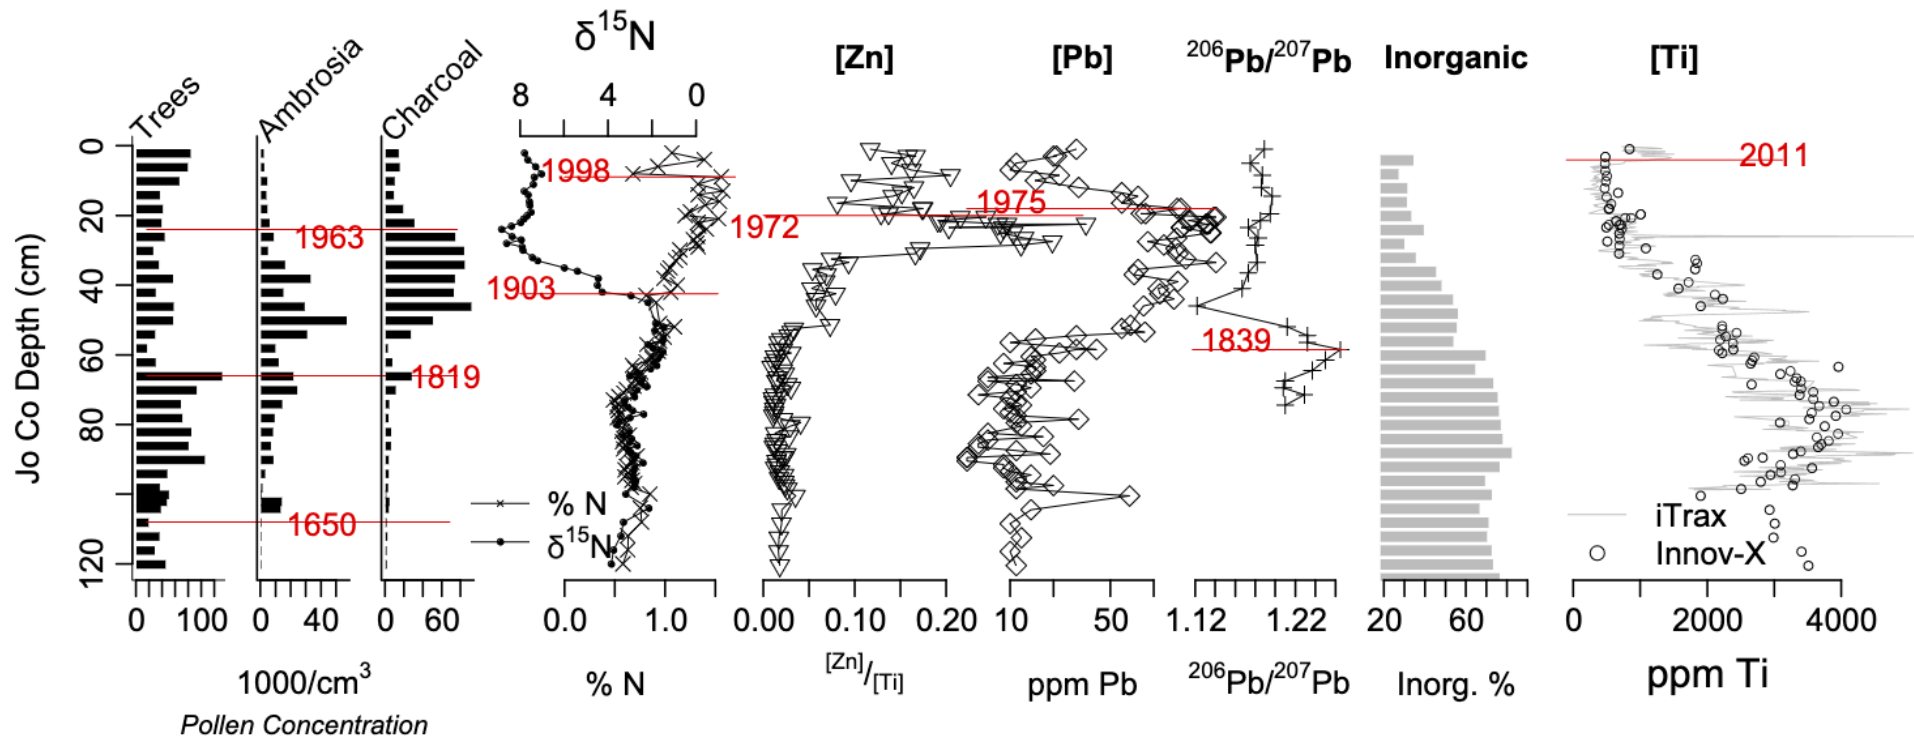 δ15N
[Zn]
[Pb]
206Pb/207Pb
Inorganic
[Ti]
Trees
Ambrosia
Charcoal
8 4 0
Jo Co Depth (cm)
0
20
40
60
80
120
1998
2011
1975
1972
1963
1903
1839
1819
1650
% N
δ15N
iTrax
Innov-X
0 100
0 40
0 60
0.0 1.0
0.00 0.10 0.20
10 50
1.12 1.22
20 60
0 2000 4000
1000/cm3
Pollen Concentration
% N
[Zn]/[Ti]
ppm Pb
206Pb/207Pb
Inorg. %
ppm Ti